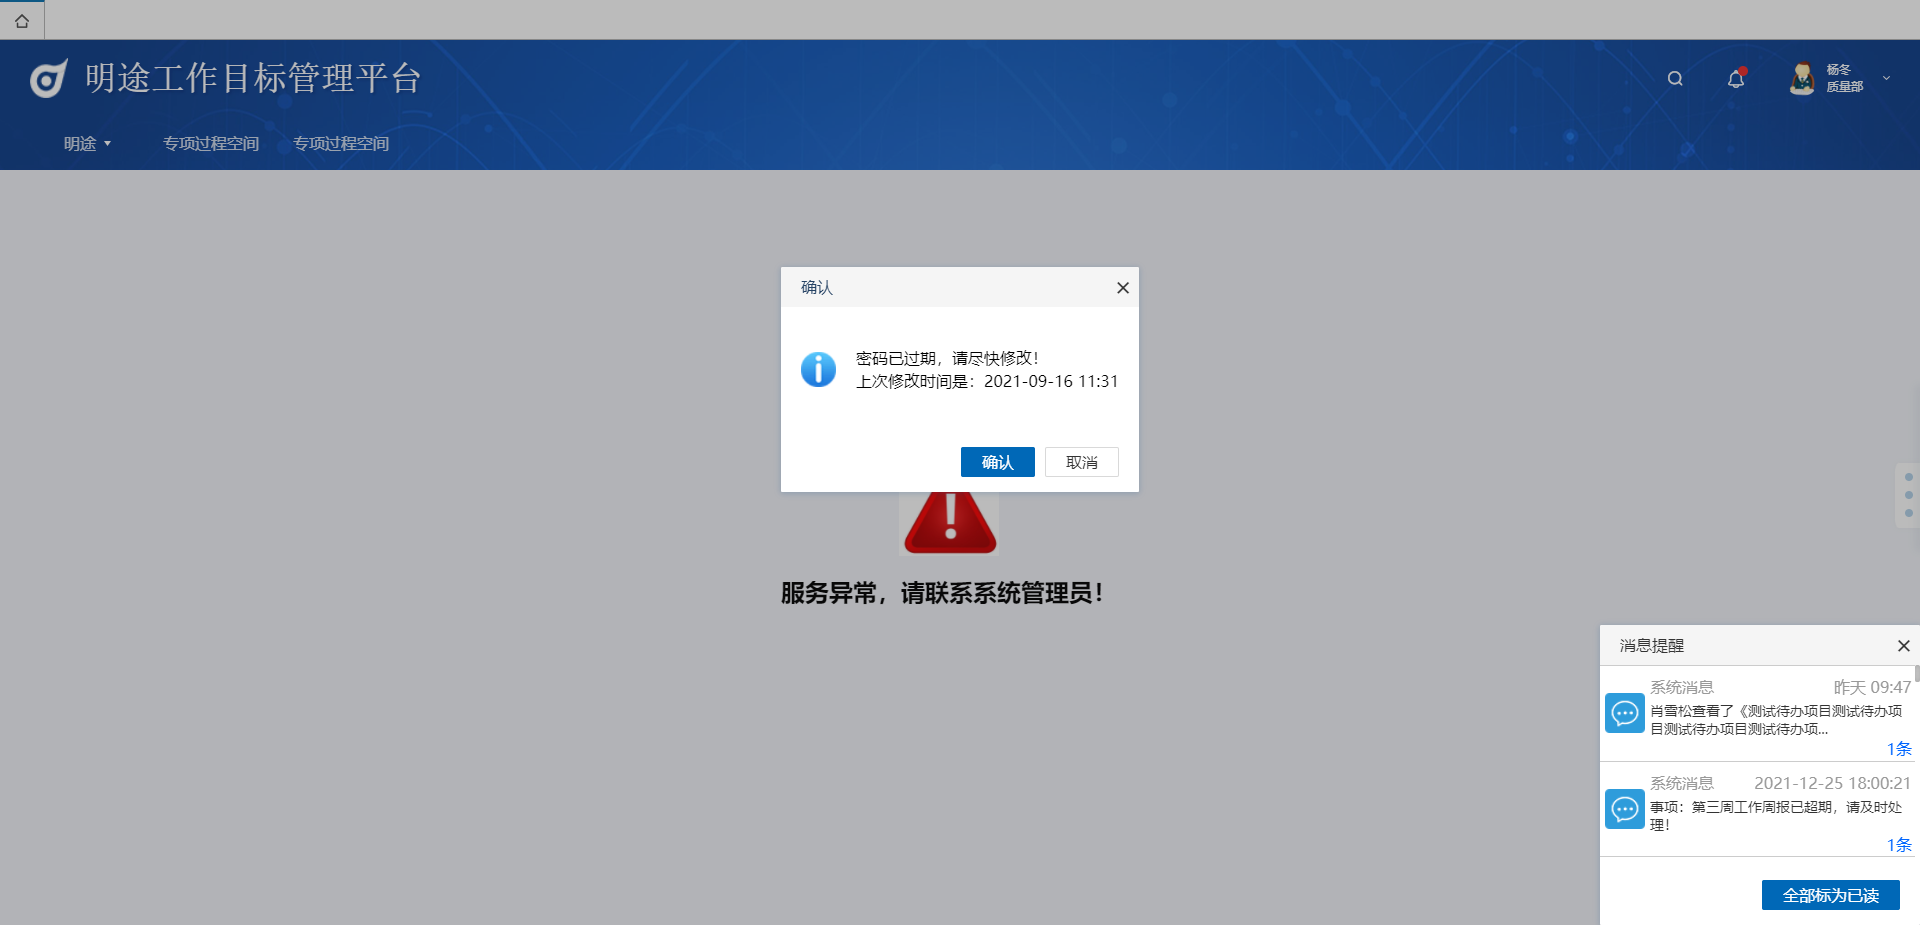 明途工作目标管理平台
杨冬
质量部
明途
专项过程空间
专项过程空间
确认
密码已过期，请尽快修改！
上次修改时间是：2021-09-16 11:31
确认
取消
服务异常，请联系系统管理员！
消息提醒
系统消息
昨天 09:47
肖雪松查看了《测试待办项目测试待办项
目测试待办项目测试待办项...
1条
系统消息
2021-12-25 18:00:21
事项：第三周工作周报已超期，请及时处
理！
1条
全部标为已读